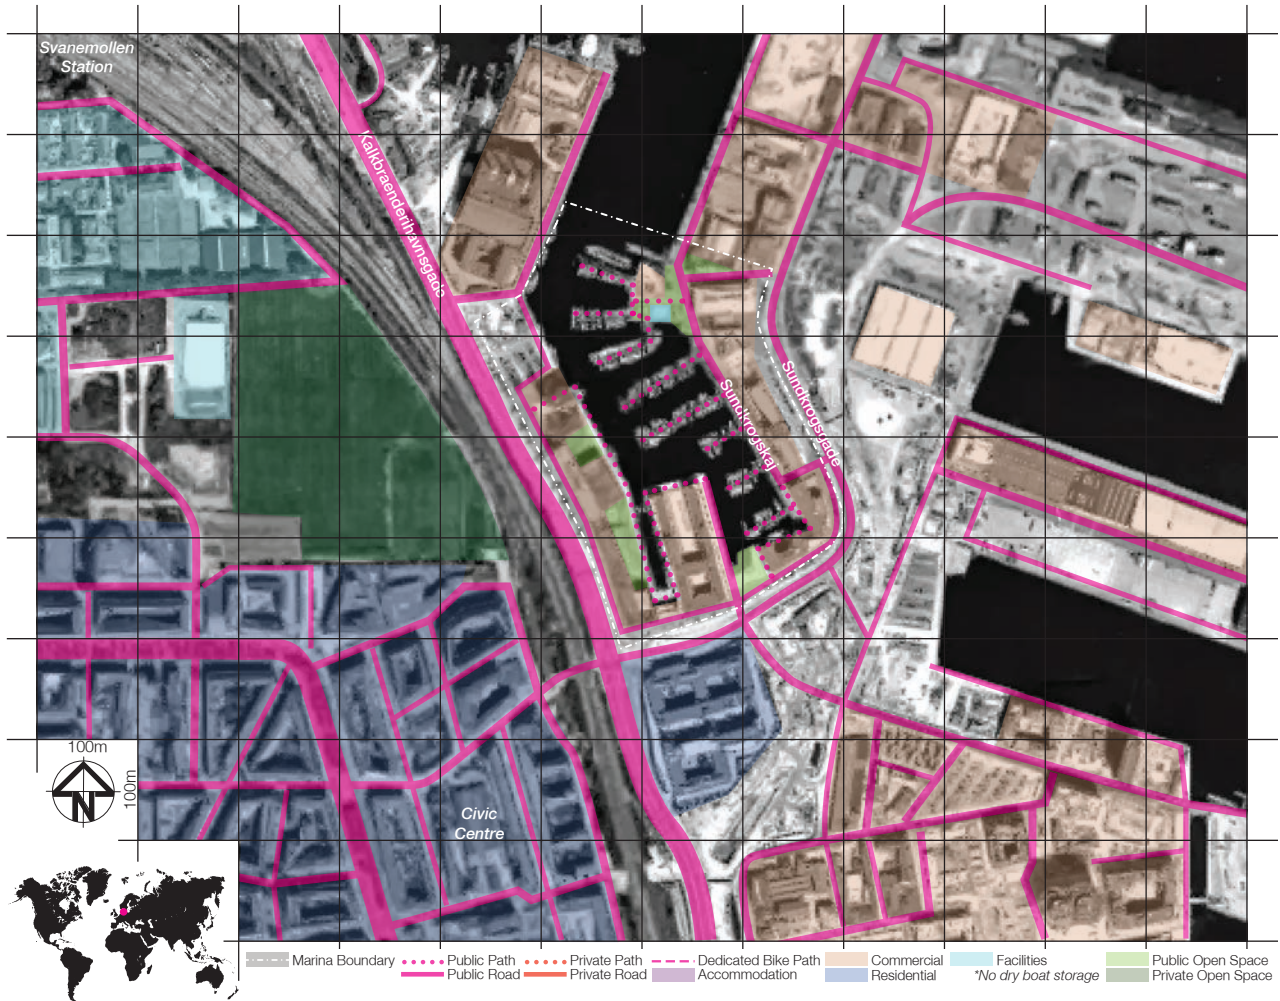 Svanemollen
Station
Kalkbraenderihavnsgade
Sundkrogskaj
Sundkrogsgade
100m
100m
N
Civic
Centre
Marina Boundary
Public Path
Private Path
Dedicated Bike Path
Commercial
Facilities
Public Open Space
Public Road
Private Road
Accommodation
Residential
*No dry boat storage
Private Open Space